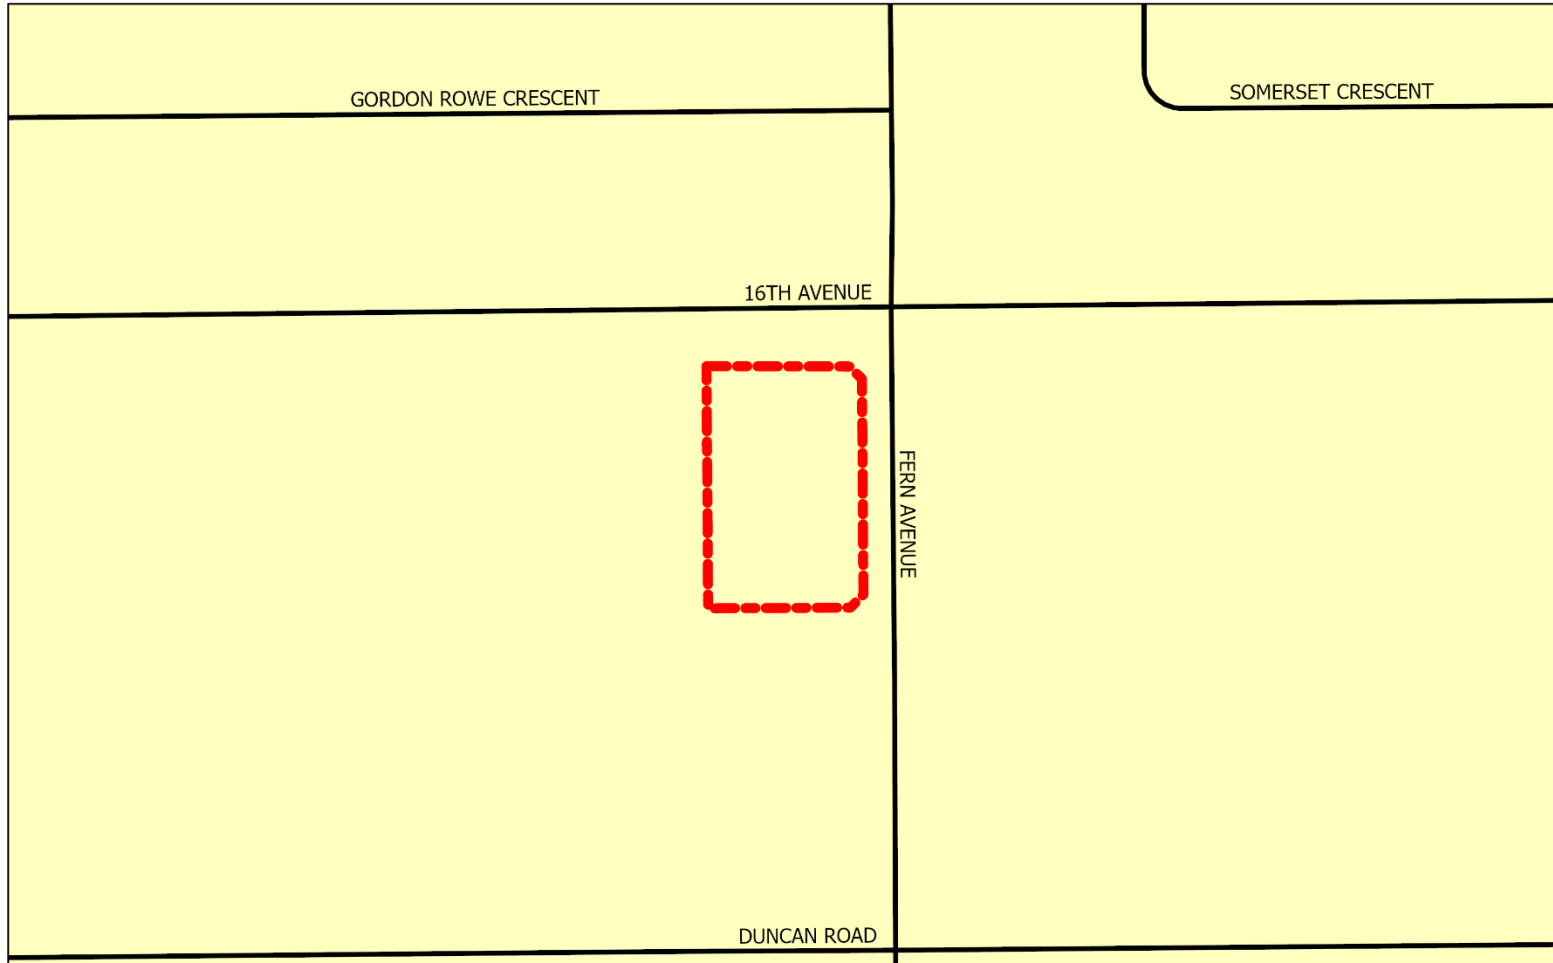 SOMERSET CRESCENT
GORDON ROWE CRESCENT
16TH AVENUE
FERN AVENUE
DUNCAN ROAD